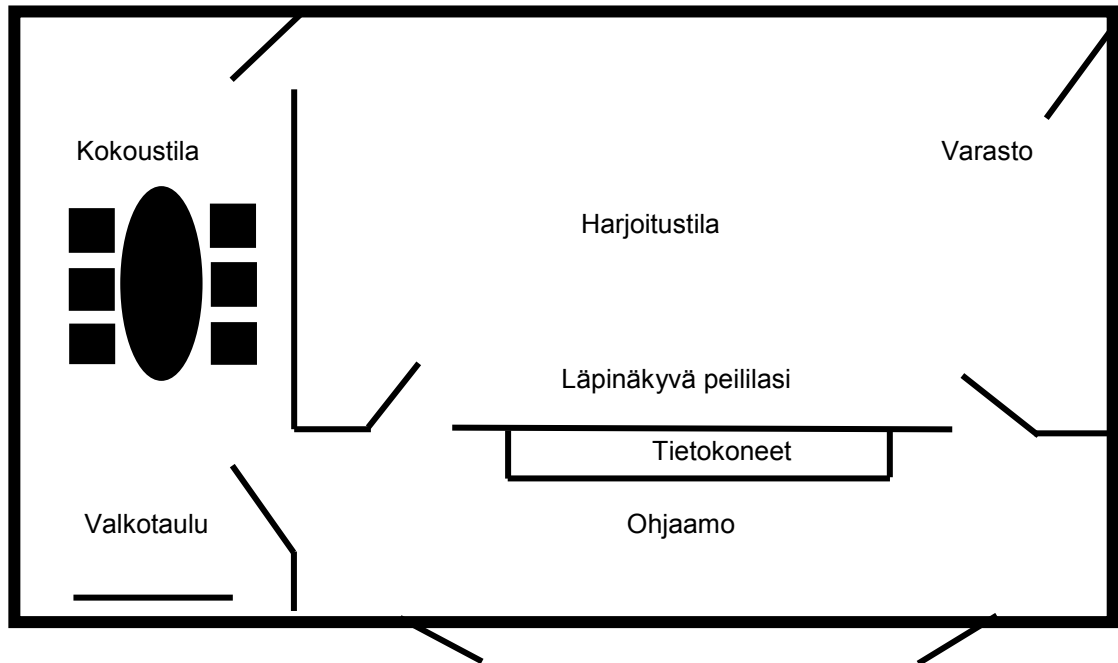 Kokoustila
Varasto
Harjoitustila
Läpinäkyvä peililasi
Tietokoneet
Valkotaulu
Ohjaamo